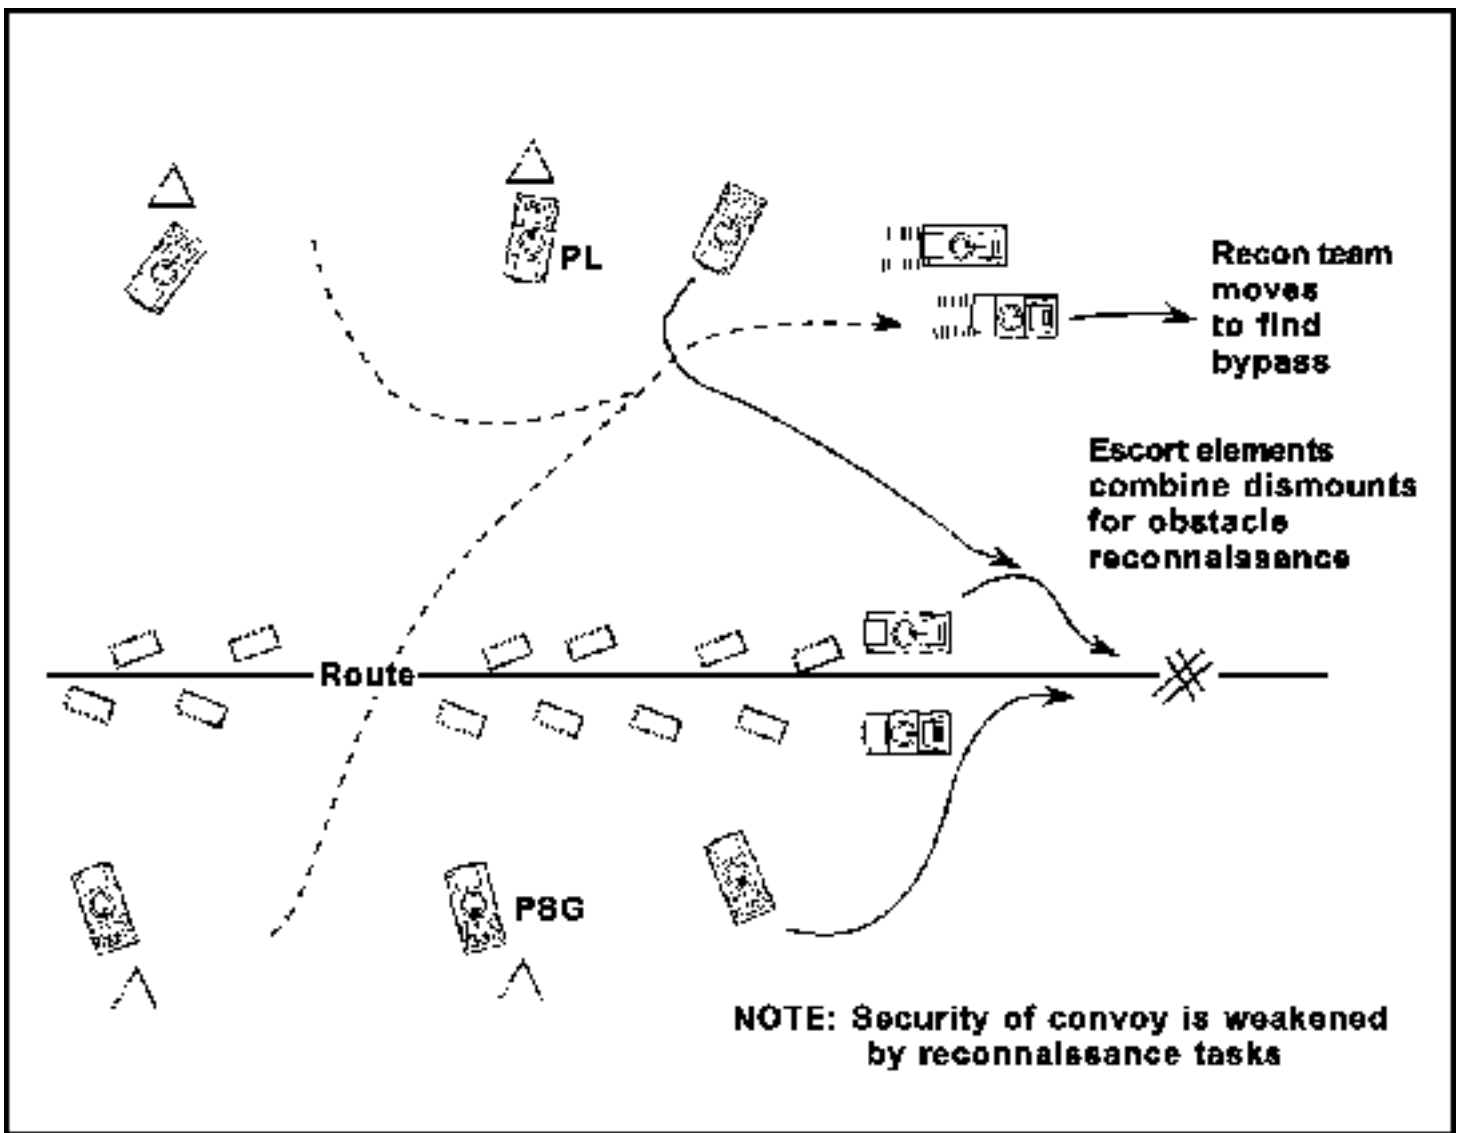 PL
Recon team
moves
to find
bypass
Escort elements
combine dismounts
for obstacle
reconnaissance
Route
PSG
NOTE: Security of convoy is weakened
by reconnaissance tasks